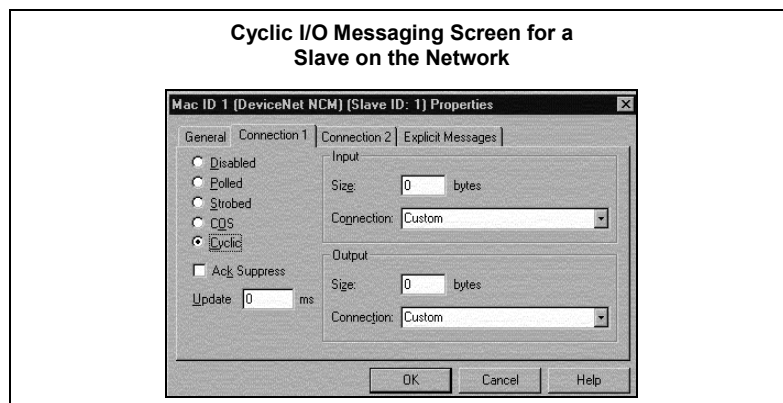 Cyclic I/O Messaging Screen for a
Slave on the Network
Mac ID 1 (DeviceNet NCM) (Slave ID: 1) Properties
General Connection 1 Connection 2 Explicit Messages
Disabled
Polled
Strobed
COS
Cyclic
Ack Suppress
Update 0 ms
Input
Size: 0 bytes
Connection: Custom
Output
Size: 0 bytes
Connection: Custom
OK Cancel Help